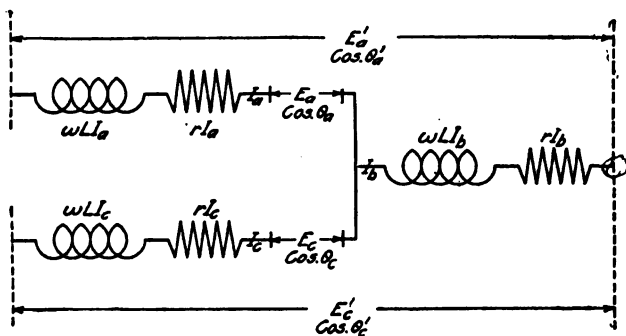 E'a
Cos.θ'a
Ia
Ea
Cos.θa
ωLIa
rIa
Ib
ωLIb
rIb
ωLIc
rIc
Ic
Ec
Cos.θc
E'c
Cos.θ'c